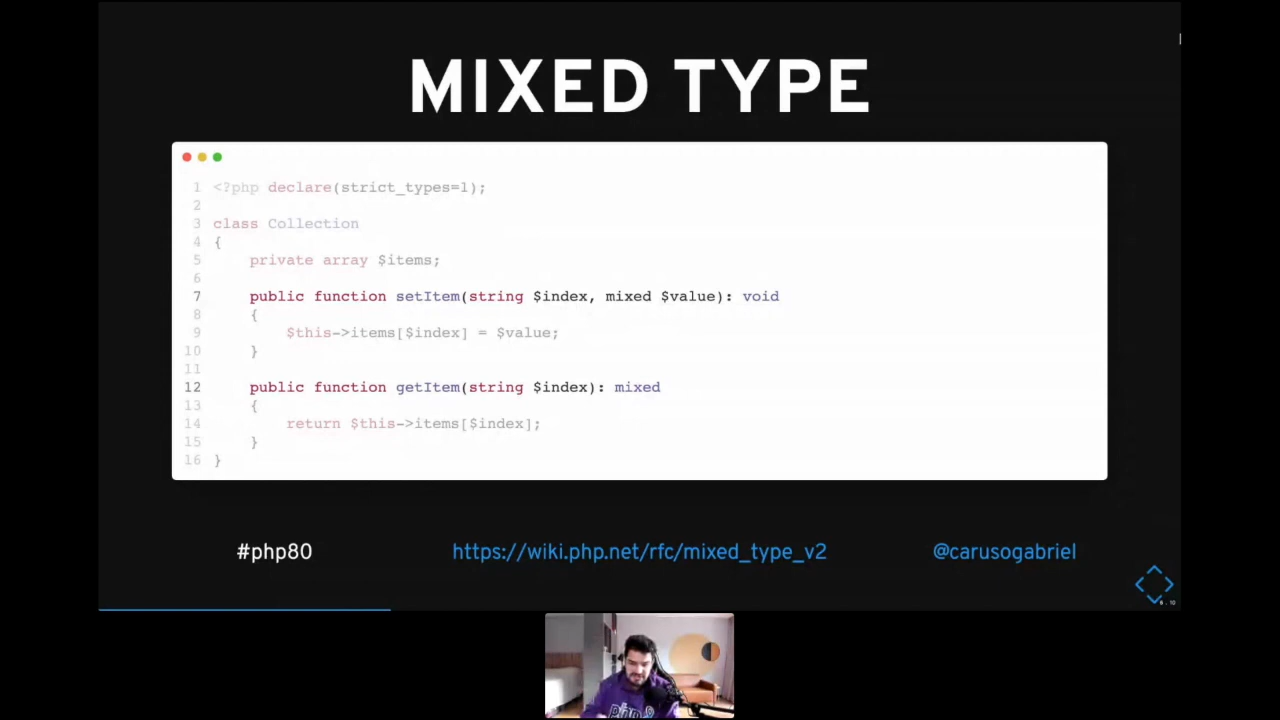 MIXED TYPE
1 <?php declare(strict_types=1);
2
3 class Collection
4 {
5     private array $items;
6
7     public function setItem(string $index, mixed $value): void
8     {
9         $this->items[$index] = $value;
10     }
11
12     public function getItem(string $index): mixed
13     {
14         return $this->items[$index];
15     }
16 }
#php80 https://wiki.php.net/rfc/mixed_type_v2 @carusogabriel